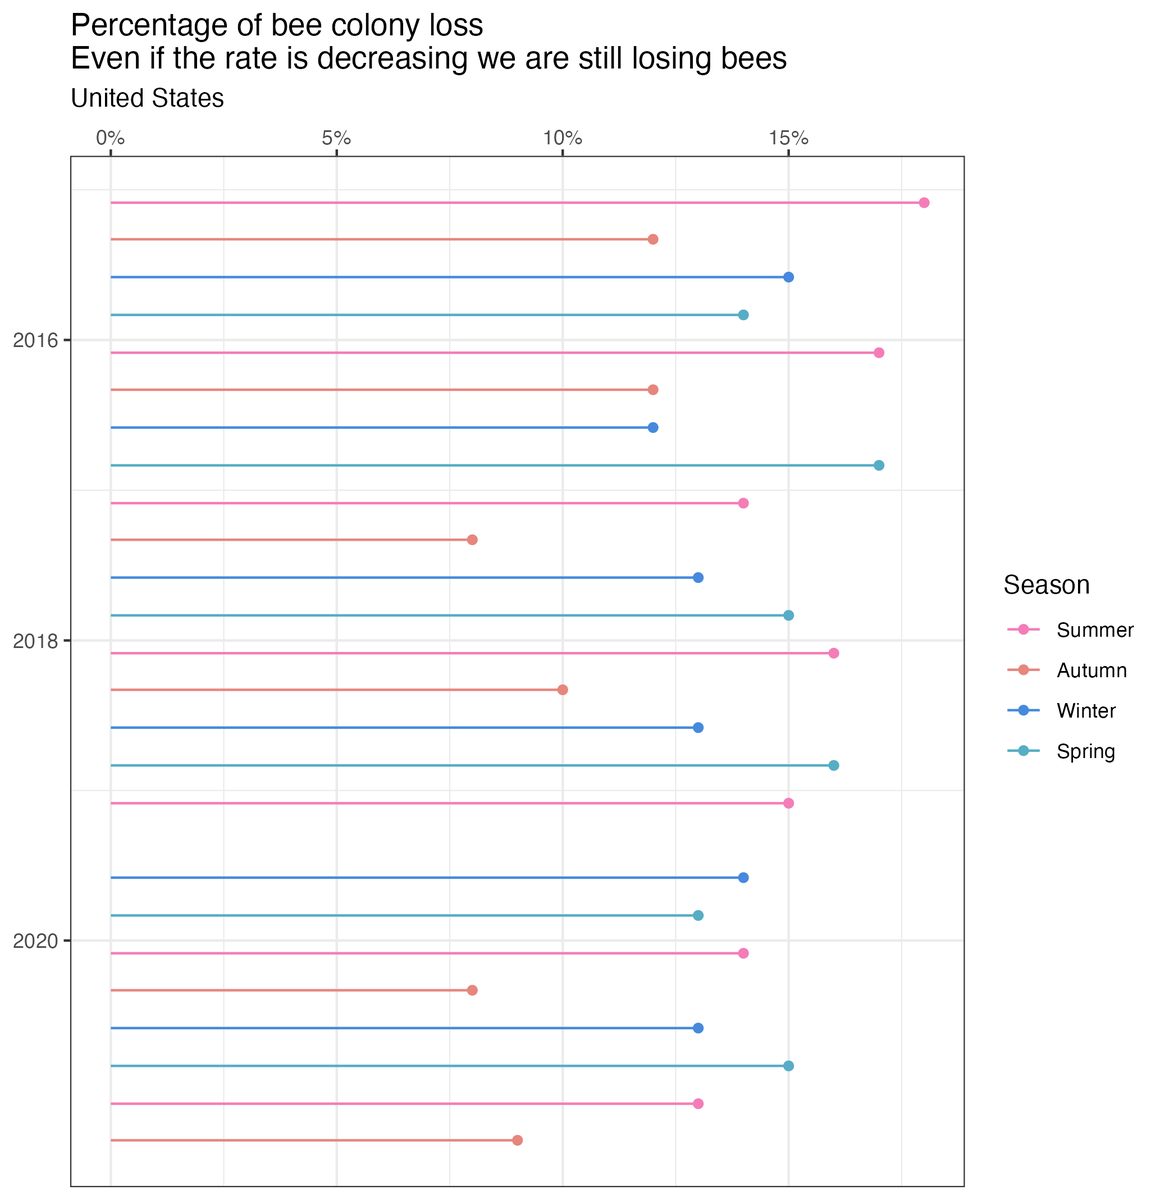 Percentage of bee colony loss
Even if the rate is decreasing we are still losing bees
United States
0% 5% 10% 15%
2016
2018
2020
Season
Summer
Autumn
Winter
Spring